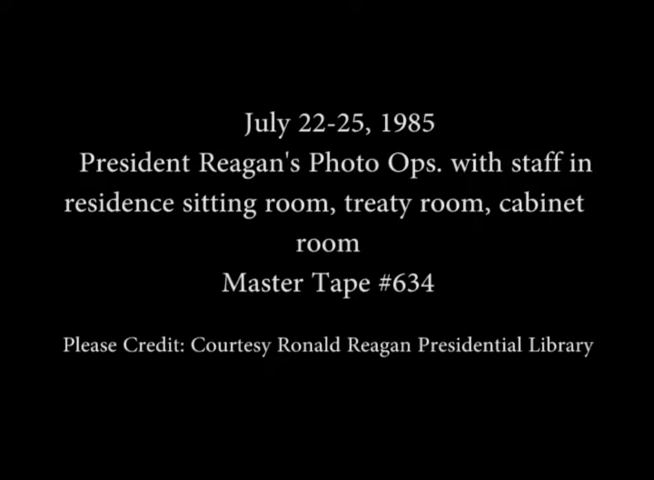 July 22-25, 1985
President Reagan's Photo Ops. with staff in
residence sitting room, treaty room, cabinet
room
Master Tape #634
Please Credit: Courtesy Ronald Reagan Presidential Library